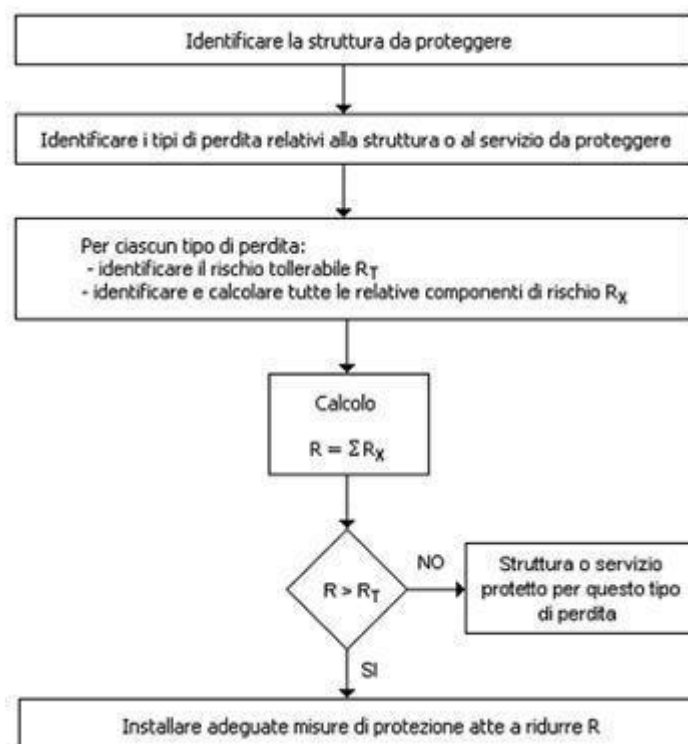 Identificare la struttura da proteggere
Identificare i tipi di perdita relativi alla struttura o al servizio da proteggere
Per ciascun tipo di perdita:
- identificare il rischio tollerabile RT
- identificare e calcolare tutte le relative componenti di rischio RX
Calcolo
R = ΣRX
R > RT
NO
Struttura o servizio
protetto per questo tipo
di perdita
SI
Installare adeguate misure di protezione atte a ridurre R